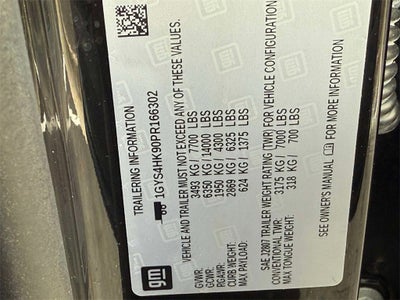 TRAILERING INFORMATION
1GYS4HK90PR166302
VEHICLE AND TRAILER MUST NOT EXCEED ANY OF THESE VALUES.
GVWR: 3493 KG/ 7700 LBS
GCWR: 6350 KG/ 14000 LBS
RGAWR: 1950 KG/ 4300 LBS
CURB WEIGHT: 2869 KG/ 6325 LBS
MAX PAYLOAD: 624 KG/ 1375 LBS
SAE J2807 TRAILER WEIGHT RATING (TWR) FOR VEHICLE CONFIGURATION
CONVENTIONAL TWR: 3175 KG/ 7000 LBS
MAX TONGUE WEIGHT: 318 KG/ 700 LBS
SEE OWNER'S MANUAL FOR MORE INFORMATION
gm